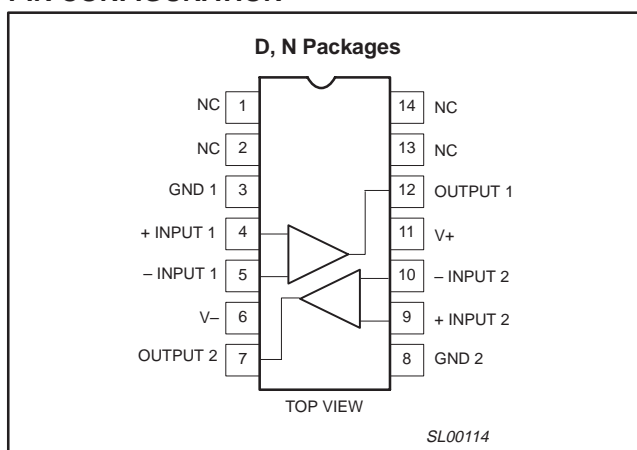 D, N Packages
NC 1 14 NC
NC 2 13 NC
GND 1 3 12 OUTPUT 1
+ INPUT 1 4 11 V+
– INPUT 1 5 10 – INPUT 2
V– 6 9 + INPUT 2
OUTPUT 2 7 8 GND 2
TOP VIEW
SL00114